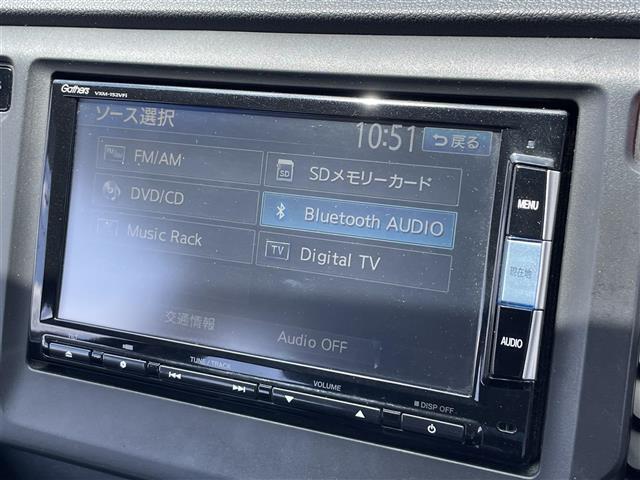 Gathers
VXM-152VFi
ソース選択
10:51
戻る
FM/AM
SD
SDメモリーカード
DVD/CD
Bluetooth AUDIO
Music Rack
TV
Digital TV
交通情報
Audio OFF
MENU
現在地
AUDIO
TUNE/TRACK
VOLUME
DISP OFF